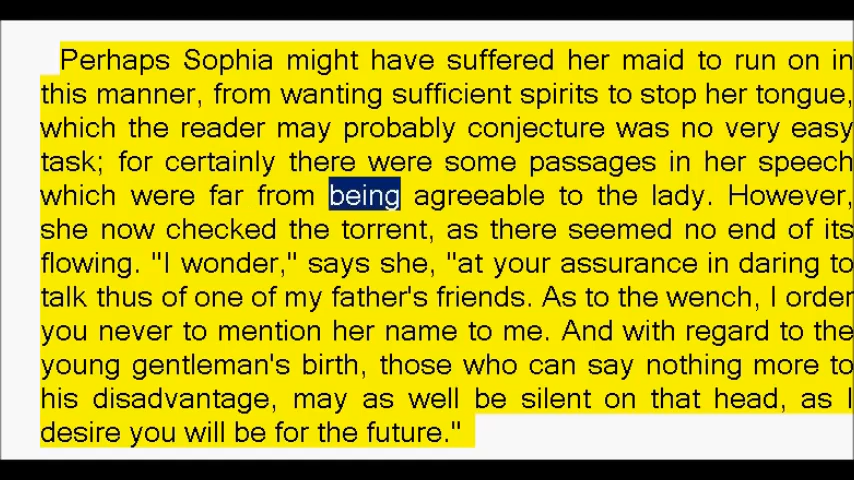 Perhaps Sophia might have suffered her maid to run on in
this manner, from wanting sufficient spirits to stop her tongue,
which the reader may probably conjecture was no very easy
task; for certainly there were some passages in her speech
which were far from being agreeable to the lady. However,
she now checked the torrent, as there seemed no end of its
flowing. "I wonder," says she, "at your assurance in daring to
talk thus of one of my father's friends. As to the wench, I order
you never to mention her name to me. And with regard to the
young gentleman's birth, those who can say nothing more to
his disadvantage, may as well be silent on that head, as I
desire you will be for the future."